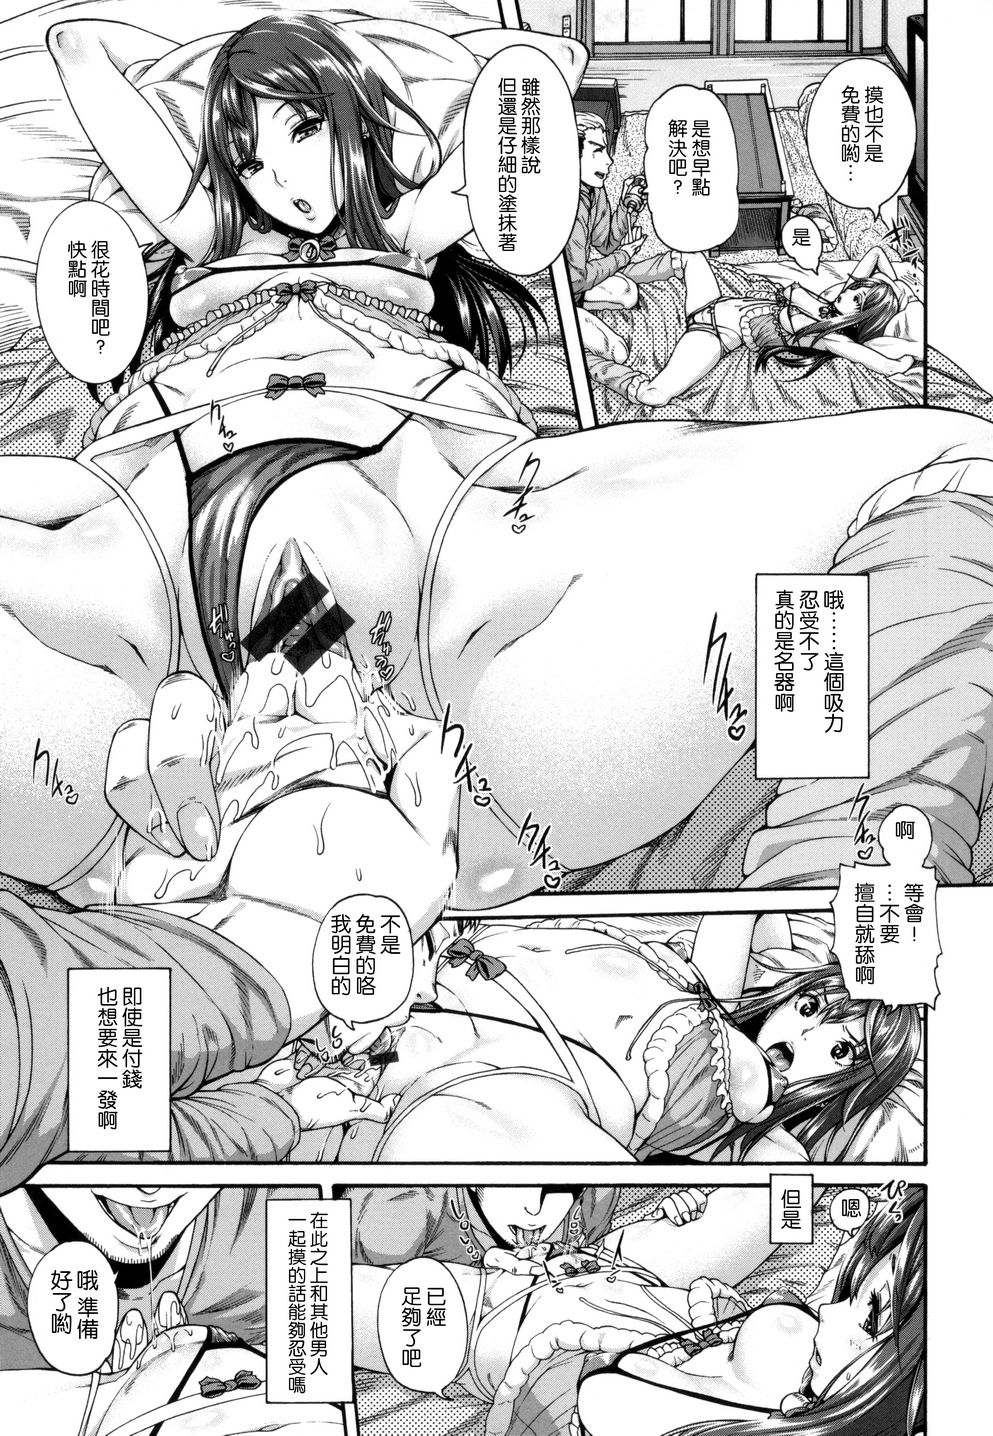 摸也不是
免費的喲…
是想早點
解決吧？
是
雖然那樣說
但還是仔細的塗抹著
很花時間吧？
快點啊
哦……這個吸力
忍受不了
真的是名器啊
啊
等會！
…不要
擅自就舔啊
不是
免費的咯
我明白的
即使是付錢
也想要來一發啊
嗯
但是
已經
足夠了吧
在此之上和其他男人
一起摸的話能夠忍受嗎
哦 準備
好了喲